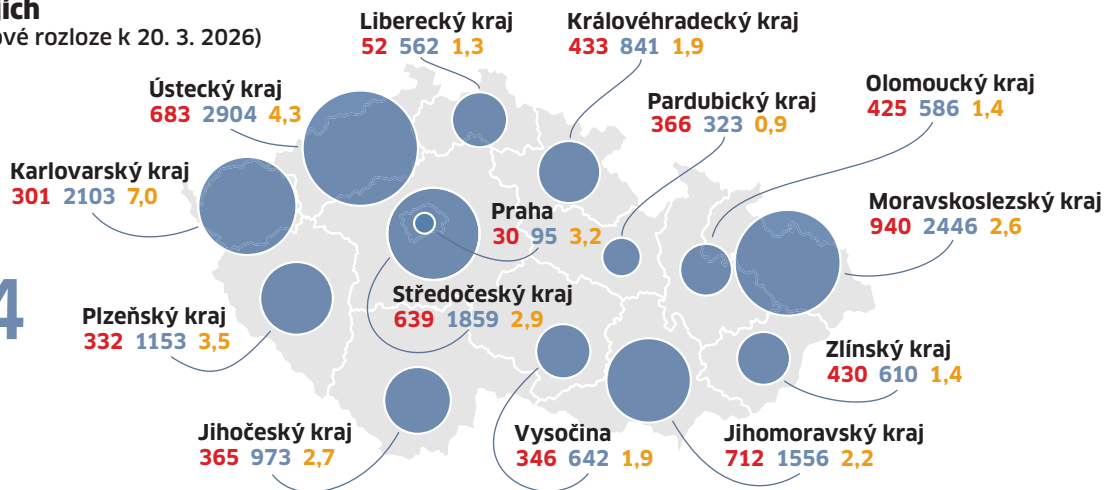 ové rozloze k 20. 3. 2026)
Liberecký kraj
52 562 1,3
Královéhradecký kraj
433 841 1,9
Ústecký kraj
683 2904 4,3
Pardubický kraj
366 323 0,9
Olomoucký kraj
425 586 1,4
Karlovarský kraj
301 2103 7,0
Praha
30 95 3,2
Moravskoslezský kraj
940 2446 2,6
Středočeský kraj
639 1859 2,9
Plzeňský kraj
332 1153 3,5
4
Zlínský kraj
430 610 1,4
Jihočeský kraj
365 973 2,7
Vysočina
346 642 1,9
Jihomoravský kraj
712 1556 2,2